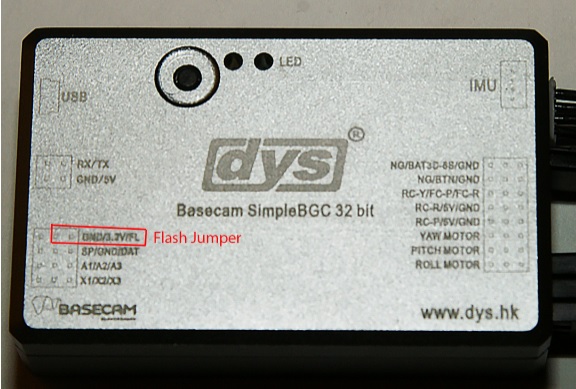 LED
USB
IMU
RX/TX
GND/5V
dys®
Basecam SimpleBGC 32 bit
GND/3.3V/FL
Flash Jumper
SP/GND/DAT
A1/A2/A3
X1/X2/X3
NG/BAT3D-6S/GND
NG/BTN/GND
RC-Y/FC-P/FC-R
RC-R/5V/GND
RC-P/5V/GND
YAW MOTOR
PITCH MOTOR
ROLL MOTOR
BASECAM
www.dys.hk